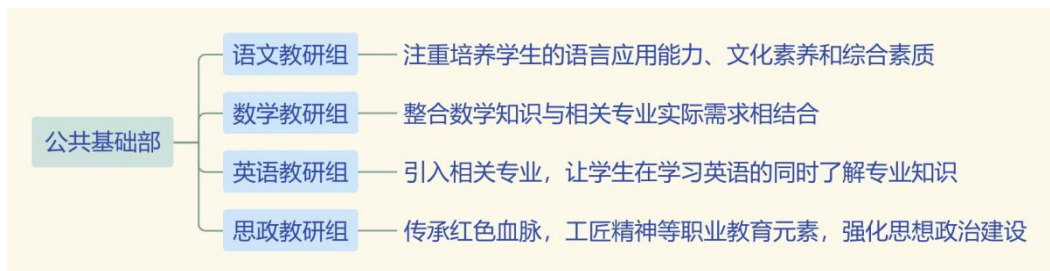 公共基础部
语文教研组
注重培养学生的语言应用能力、文化素养和综合素质
数学教研组
整合数学知识与相关专业实际需求相结合
英语教研组
引入相关专业，让学生在学习英语的同时了解专业知识
思政教研组
传承红色血脉，工匠精神等职业教育元素，强化思想政治建设